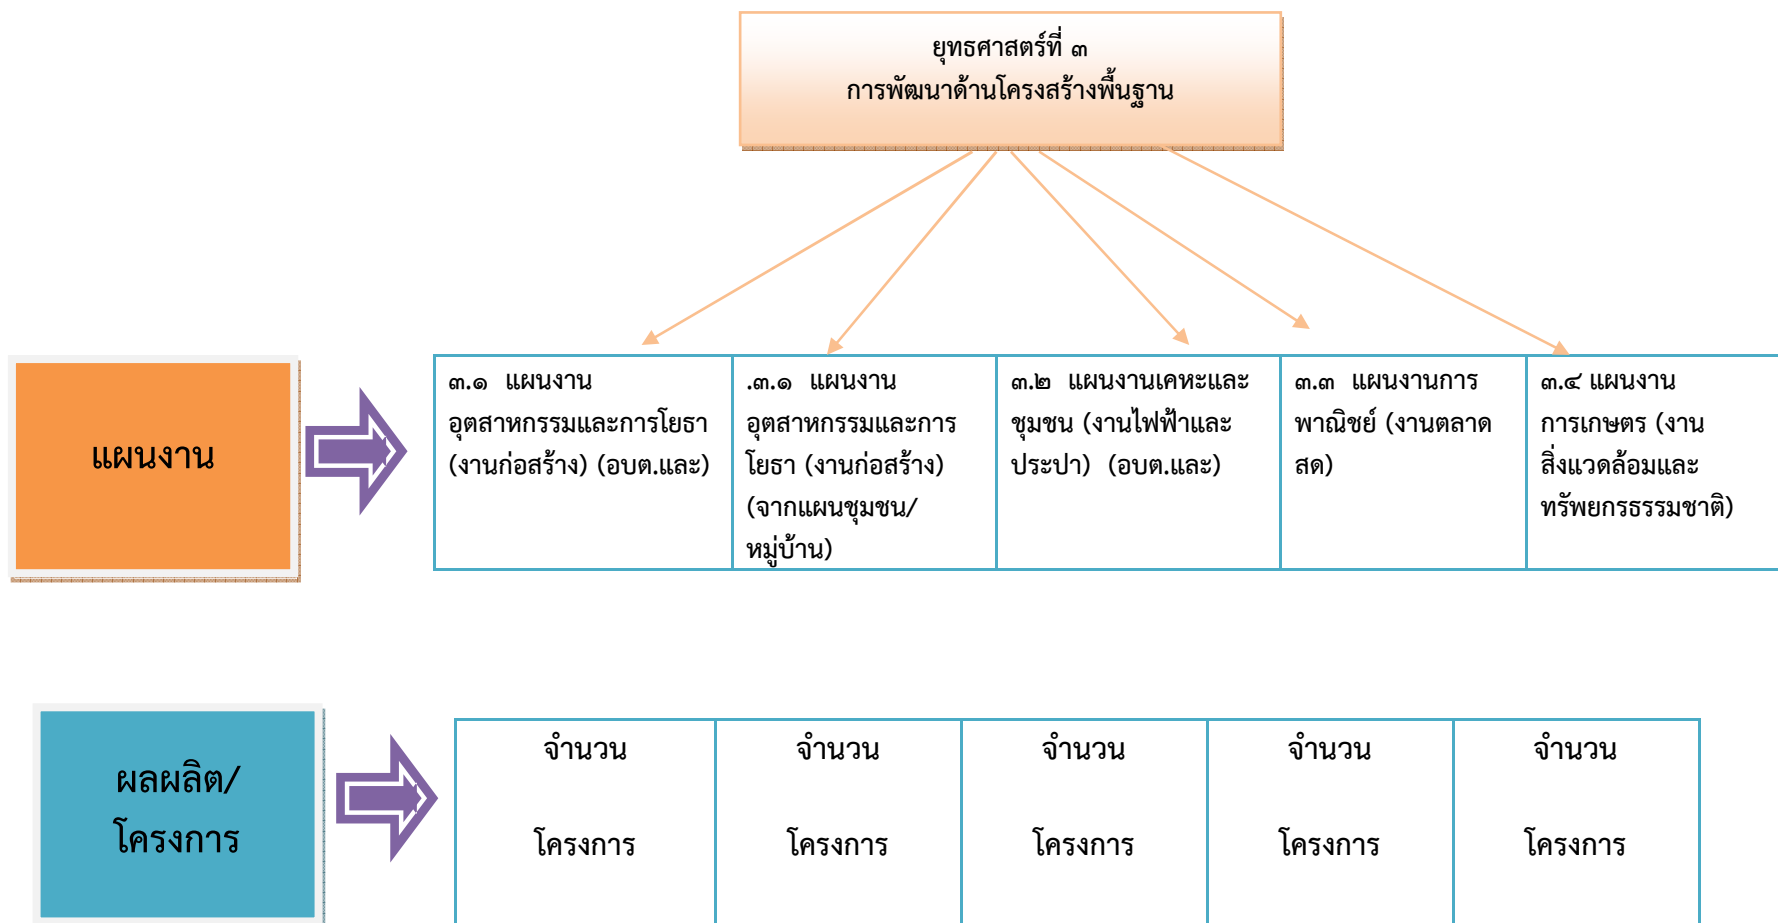 ยุทธศาสตร์ที่ ๓
การพัฒนาด้านโครงสร้างพื้นฐาน
แผนงาน
๓.๑ แผนงาน
อุตสาหกรรมและการโยธา
(งานก่อสร้าง) (อบต.และ)
.๓.๑ แผนงาน
อุตสาหกรรมและการ
โยธา (งานก่อสร้าง)
(จากแผนชุมชน/
หมู่บ้าน)
๓.๒ แผนงานเคหะและ
ชุมชน (งานไฟฟ้าและ
ประปา) (อบต.และ)
๓.๓ แผนงานการ
พาณิชย์ (งานตลาด
สด)
๓.๔ แผนงาน
การเกษตร (งาน
สิ่งแวดล้อมและ
ทรัพยกรธรรมชาติ)
ผลผลิต/
โครงการ
จำนวน
โครงการ
จำนวน
โครงการ
จำนวน
โครงการ
จำนวน
โครงการ
จำนวน
โครงการ